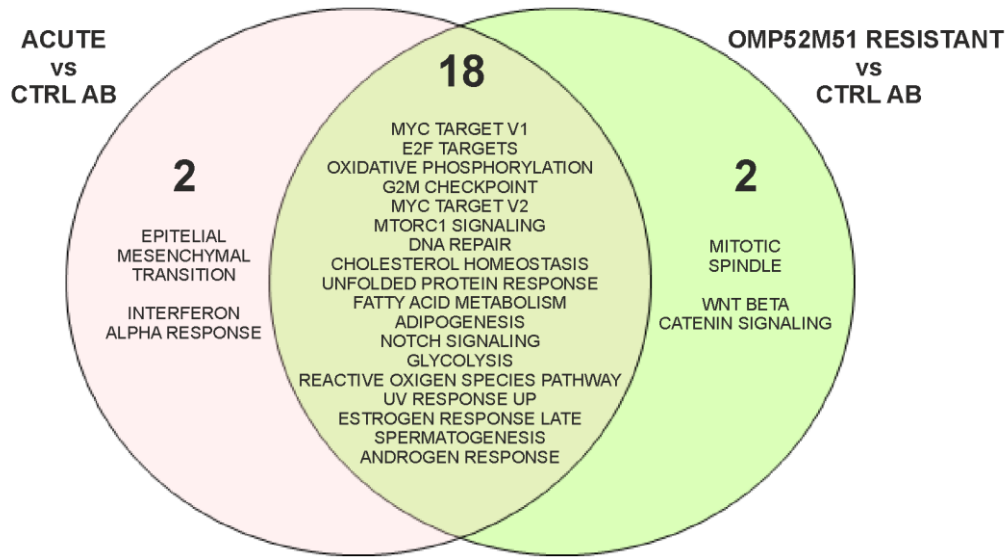 ACUTE
vs
CTRL AB
OMP52M51 RESISTANT
vs
CTRL AB
2
EPITELIAL
MESENCHYMAL
TRANSITION
INTERFERON
ALPHA RESPONSE
18
MYC TARGET V1
E2F TARGETS
OXIDATIVE PHOSPHORYLATION
G2M CHECKPOINT
MYC TARGET V2
MTORC1 SIGNALING
DNA REPAIR
CHOLESTEROL HOMEOSTASIS
UNFOLDED PROTEIN RESPONSE
FATTY ACID METABOLISM
ADIPOGENESIS
NOTCH SIGNALING
GLYCOLYSIS
REACTIVE OXIGEN SPECIES PATHWAY
UV RESPONSE UP
ESTROGEN RESPONSE LATE
SPERMATOGENESIS
ANDROGEN RESPONSE
2
MITOTIC
SPINDLE
WNT BETA
CATENIN SIGNALING